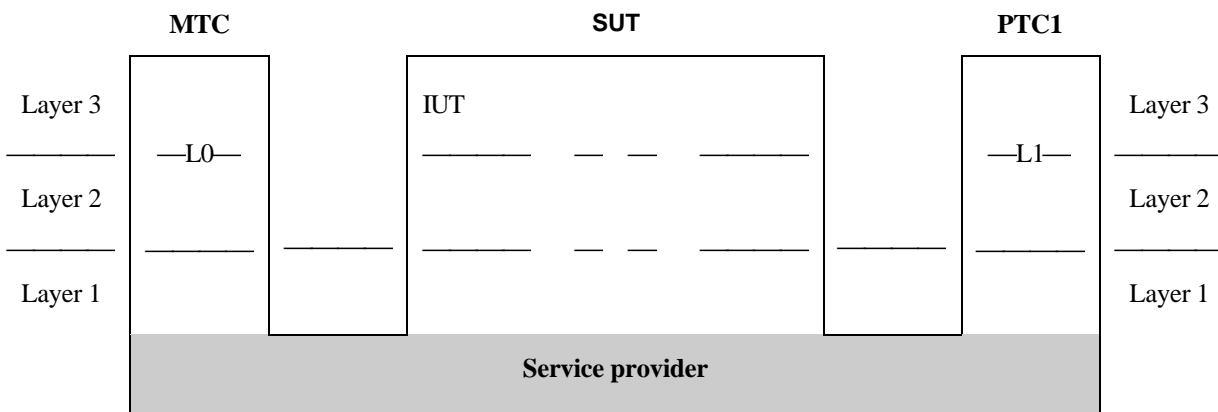 MTC SUT PTC1
Layer 3 IUT Layer 3
L0 L1
Layer 2 Layer 2
Layer 1 Layer 1
Service provider